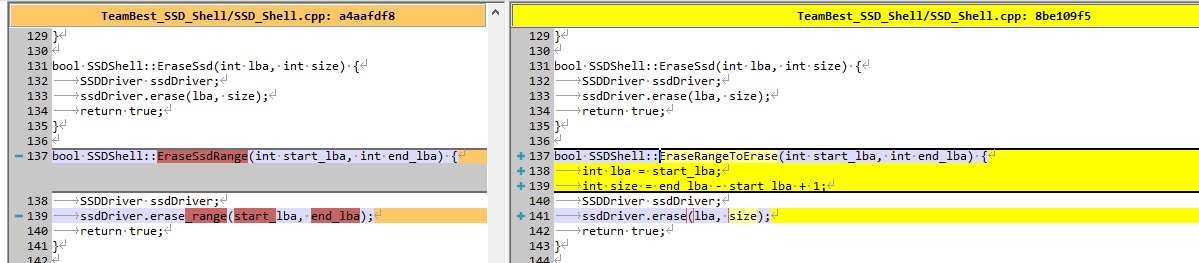 TeamBest_SSD_Shell/SSD_Shell.cpp: a4aafdf8
129 }
130
131 bool SSDShell::EraseSsd(int lba, int size) {
132 SSDDriver ssdDriver;
133 ssdDriver.erase(lba, size);
134 return true;
135 }
136
− 137 bool SSDShell::EraseSsdRange(int start_lba, int end_lba) {
138 SSDDriver ssdDriver;
− 139 ssdDriver.erase_range(start_lba, end_lba);
140 return true;
141 }
142
TeamBest_SSD_Shell/SSD_Shell.cpp: 8be109f5
129 }
130
131 bool SSDShell::EraseSsd(int lba, int size) {
132 SSDDriver ssdDriver;
133 ssdDriver.erase(lba, size);
134 return true;
135 }
136
+ 137 bool SSDShell::EraseRangeToErase(int start_lba, int end_lba) {
+ 138 int lba = start_lba;
+ 139 int size = end_lba - start_lba + 1;
140 SSDDriver ssdDriver;
+ 141 ssdDriver.erase(lba, size);
142 return true;
143 }
144